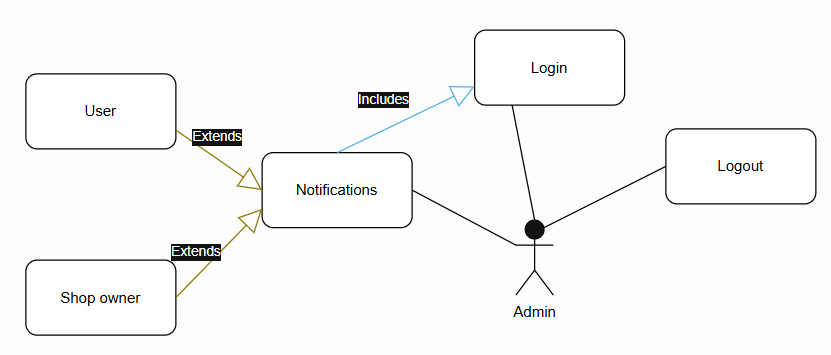 Login
Includes
User
Extends
Logout
Notifications
Extends
Shop owner
Admin